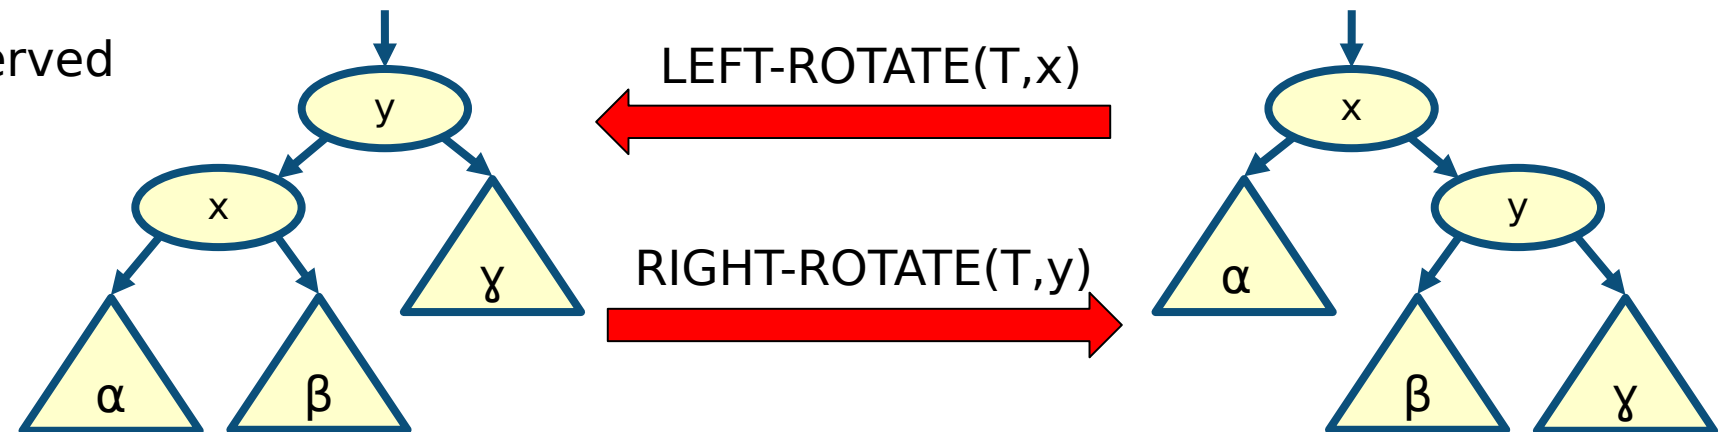 erved
LEFT-ROTATE(T,x)
y
x
x
y
RIGHT-ROTATE(T,y)
ɣ
α
α
β
β
ɣ